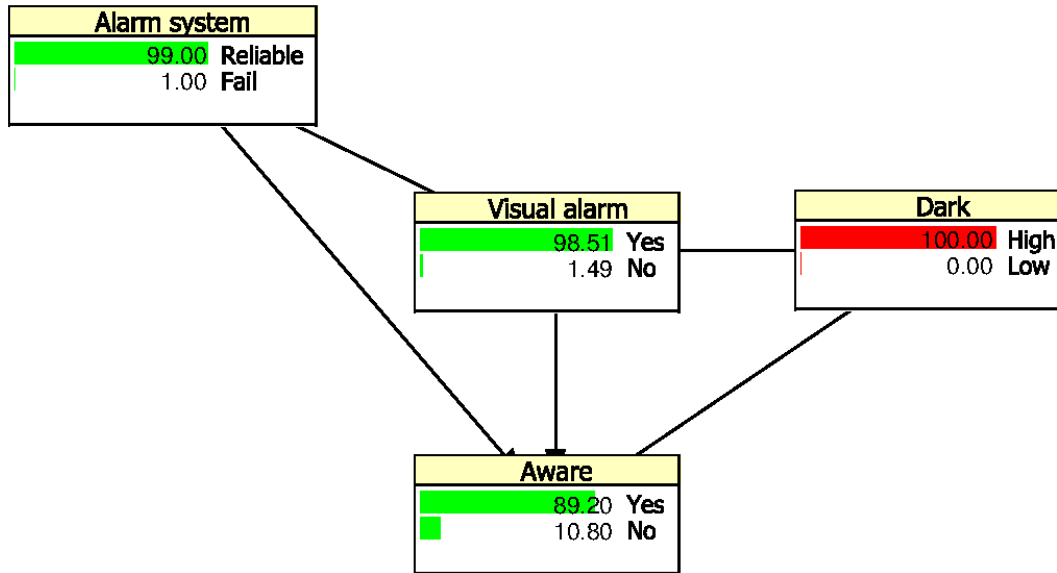 Alarm system
99.00 Reliable
1.00 Fail
Visual alarm
98.51 Yes
1.49 No
Dark
100.00 High
0.00 Low
Aware
89.20 Yes
10.80 No